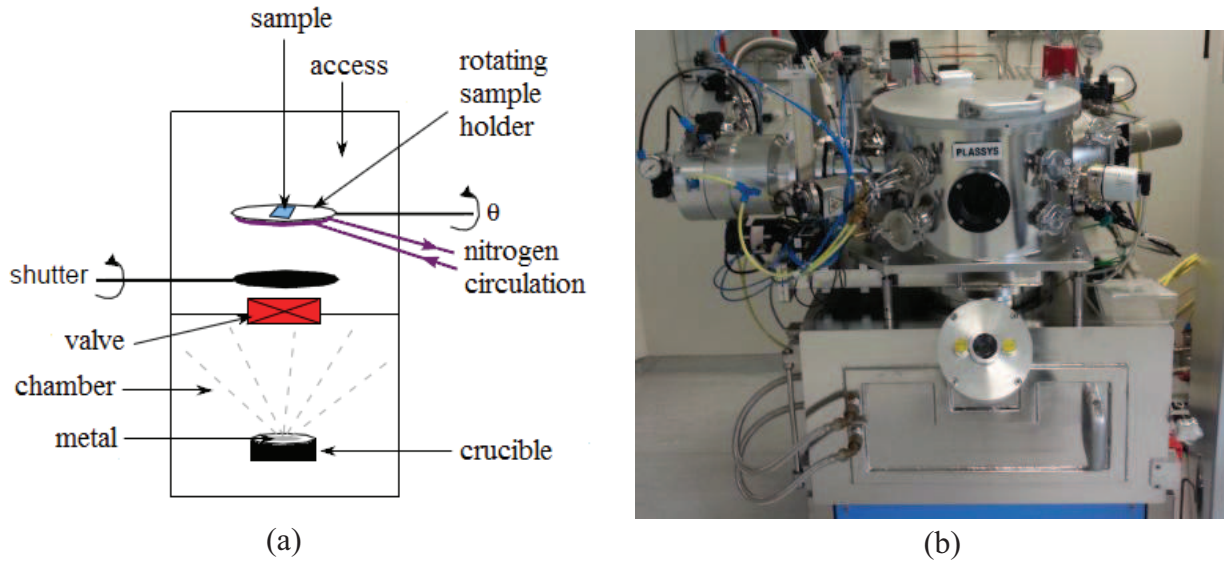 sample
access
rotating
sample
holder
θ
nitrogen
circulation
shutter
valve
chamber
metal
crucible
(a)
PLASSYS
(b)